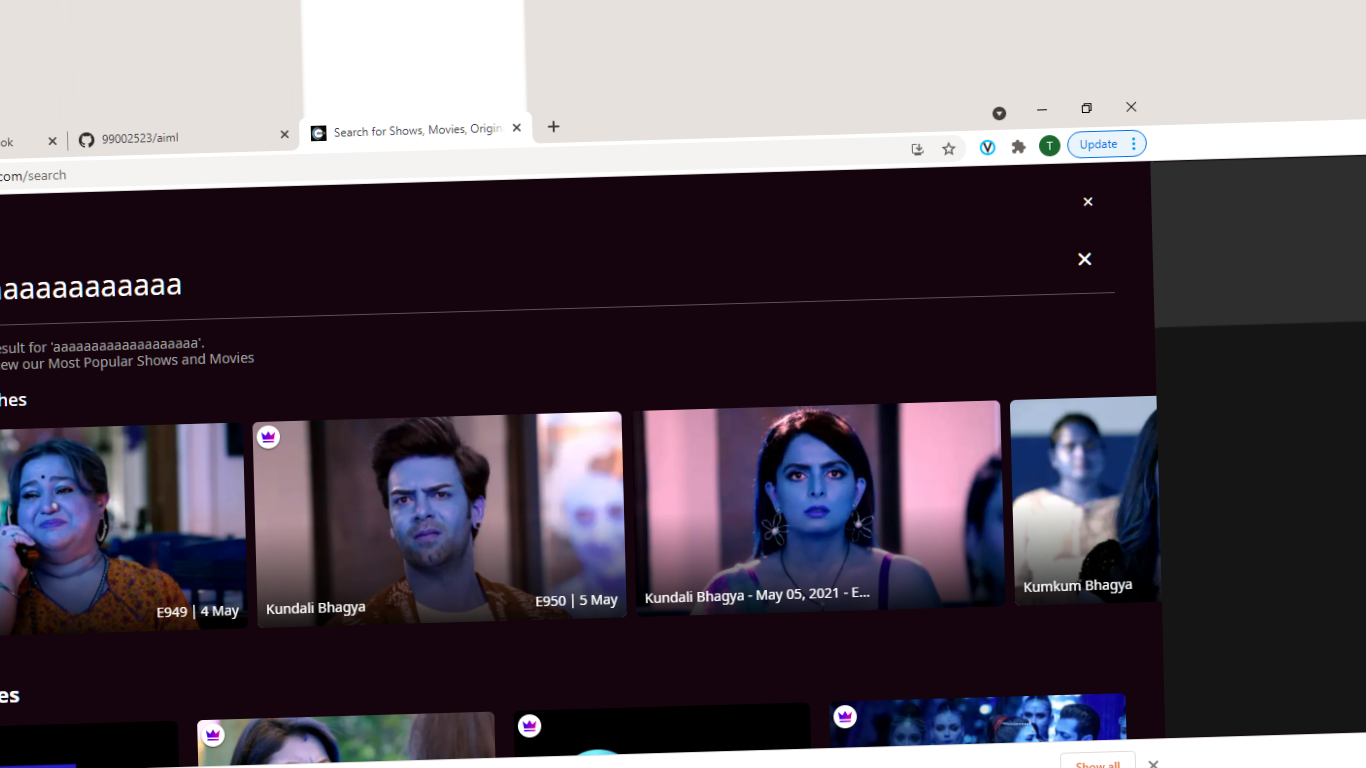 ok
99002523/aiml
Search for Shows, Movies, Origin
com/search
T
Update
aaaaaaaaaaaa
esult for 'aaaaaaaaaaaaaaaaaaa'.
ew our Most Popular Shows and Movies
hes
E949 | 4 May
Kundali Bhagya
E950 | 5 May
Kundali Bhagya - May 05, 2021 - E...
Kumkum Bhagya
es
Show all